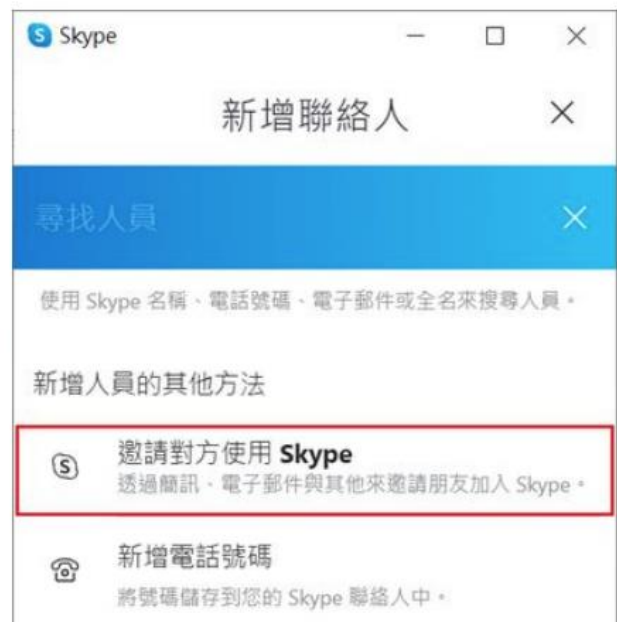 Skype
新增聯絡人
尋找人員
使用 Skype 名稱、電話號碼、電子郵件或全名來搜尋人員。
新增人員的其他方法
邀請對方使用 Skype
透過簡訊、電子郵件與其他來邀請朋友加入 Skype。
新增電話號碼
將號碼儲存到您的 Skype 聯絡人中。